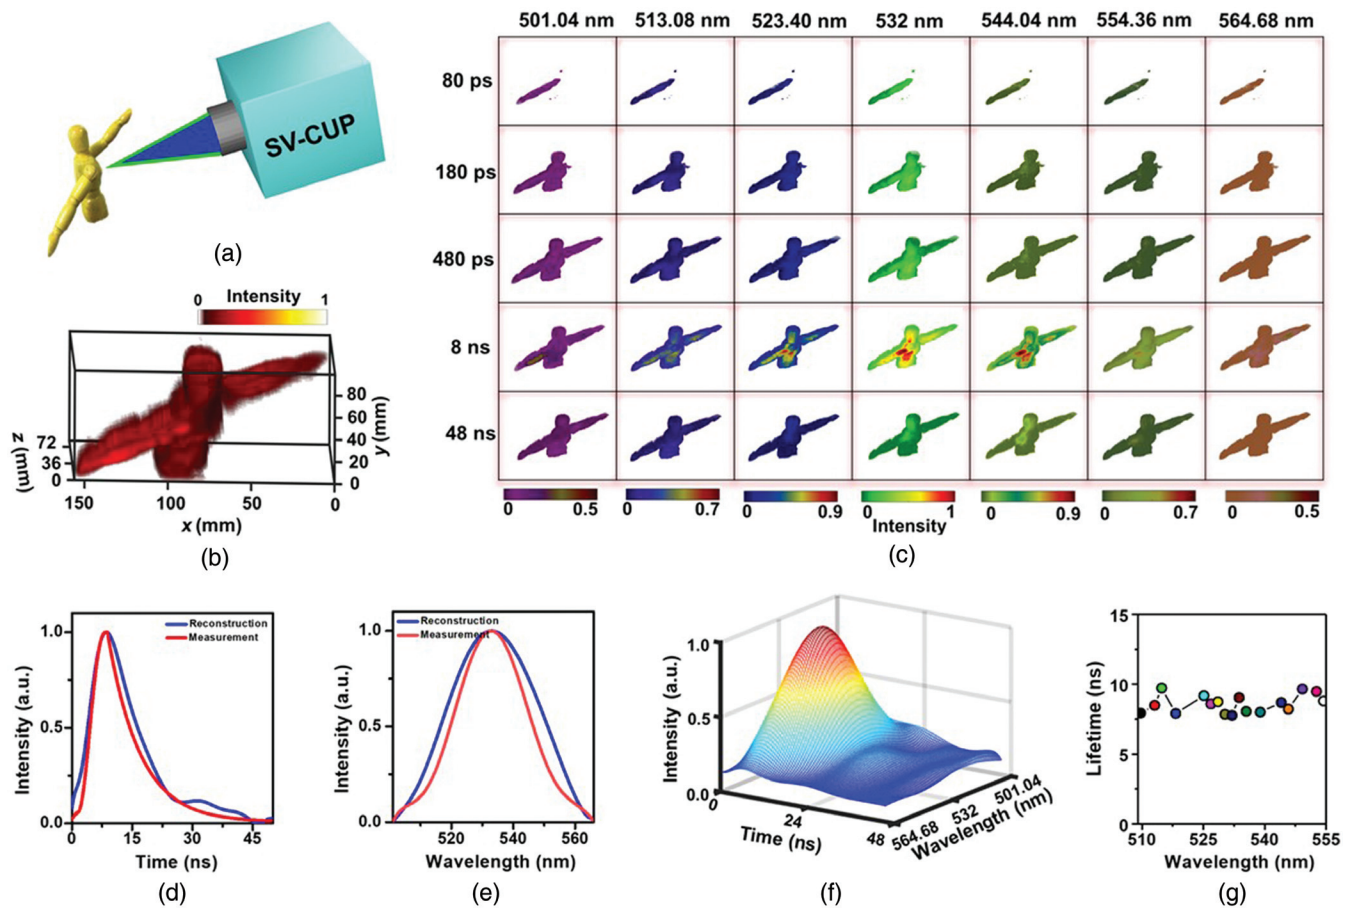 SV-CUP
(a)
0 Intensity 1
z (mm)
72
36
0
80
60
40
20
0
y (mm)
150 100 50 0
x (mm)
(b)
501.04 nm 513.08 nm 523.40 nm 532 nm 544.04 nm 554.36 nm 564.68 nm
80 ps
180 ps
480 ps
8 ns
48 ns
0 0.5 0 0.7 0 0.9 0 1 0 0.9 0 0.7 0 0.5
Intensity
(c)
Intensity (a.u.)
1.0
0.5
0.0
Reconstruction
Measurement
0 15 30 45
Time (ns)
(d)
Intensity (a.u.)
1.0
0.5
0.0
Reconstruction
Measurement
520 540 560
Wavelength (nm)
(e)
Intensity (a.u.)
1.0
0.5
0.0
0 24 48
Time (ns)
564.68 532 501.04
Wavelength (nm)
(f)
Lifetime (ns)
15
10
5
0
510 525 540 555
Wavelength (nm)
(g)